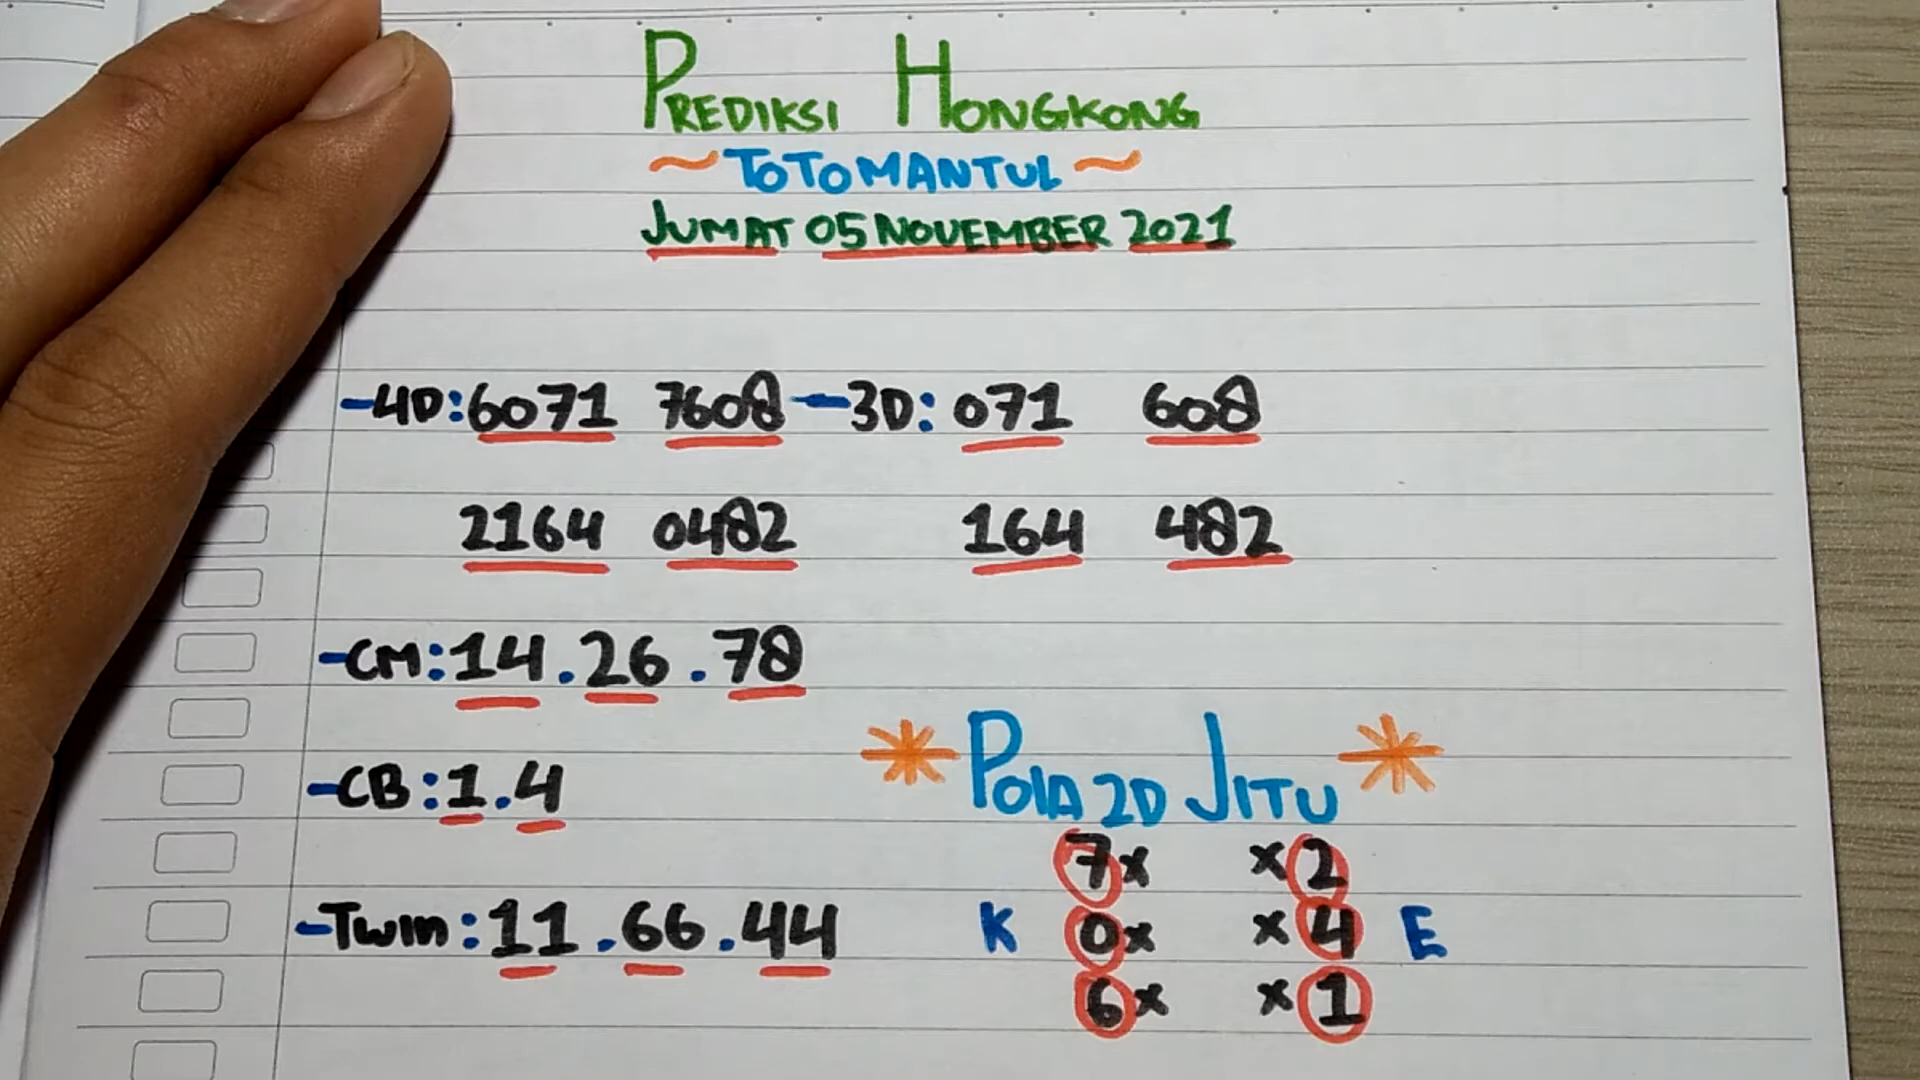 PREDIKSI HONGKONG
~ TOTOMANTUL ~
JUMAT 05 NOVEMBER 2021
-4D: 6071 7608 -3D: 071 608
2164 0482 164 482
-CM: 14 . 26 . 78
-CB: 1 . 4
* POLA 2D JITU *
7x x2
-Twin: 11 . 66 . 44 K 0x x4 E
6x x1